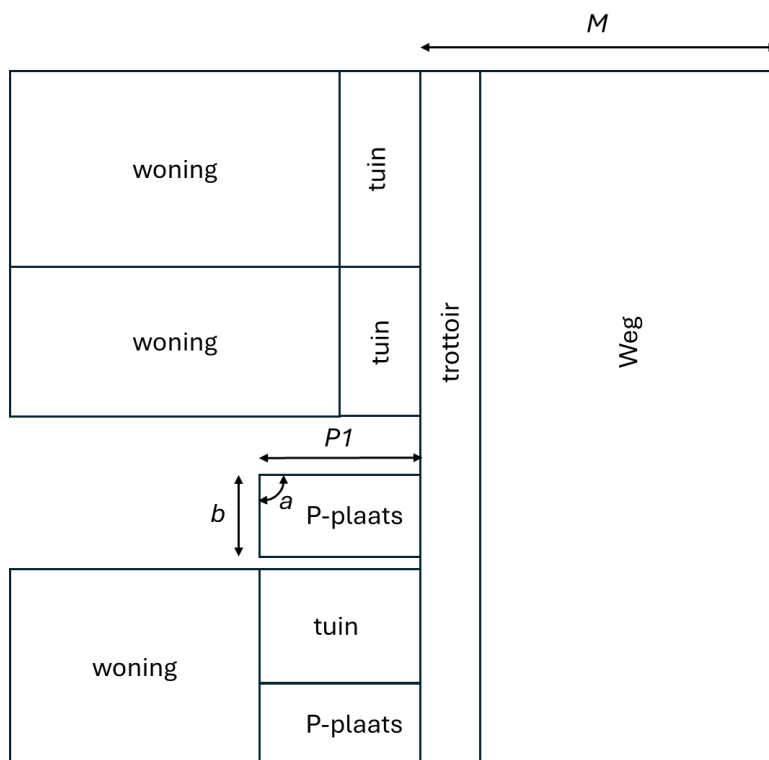 M
woning
tuin
woning
tuin
trottoir
Weg
P1
b
a
P-plaats
tuin
woning
P-plaats